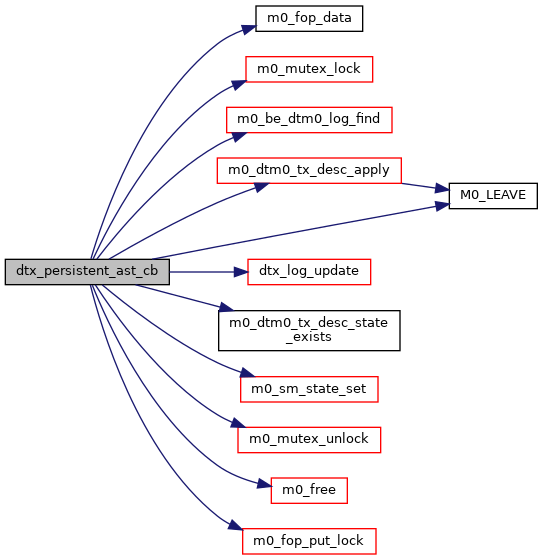 m0_fop_data
m0_mutex_lock
m0_be_dtm0_log_find
m0_dtm0_tx_desc_apply
M0_LEAVE
dtx_persistent_ast_cb
dtx_log_update
m0_dtm0_tx_desc_state
_exists
m0_sm_state_set
m0_mutex_unlock
m0_free
m0_fop_put_lock